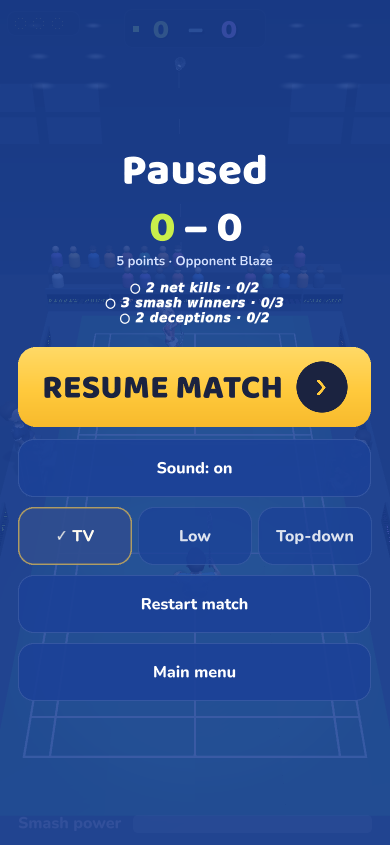 0 – 0
Paused
0 – 0
5 points · Opponent Blaze
○ 2 net kills · 0/2
○ 3 smash winners · 0/3
○ 2 deceptions · 0/2
RESUME MATCH ›
Sound: on
✓ TV
Low
Top-down
Restart match
Main menu
Smash power